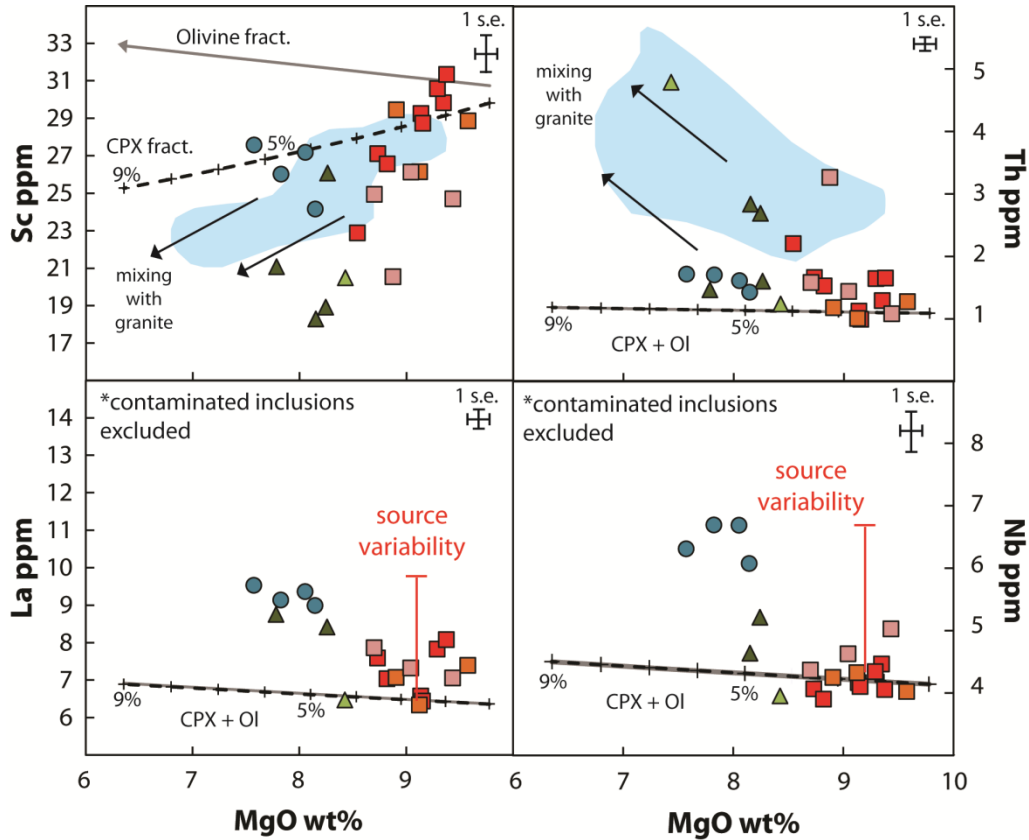 33
31
29
27
25
23
21
19
17
Sc ppm
Olivine fract.
1 s.e.
CPX fract.
5%
9%
mixing
with
granite
1 s.e.
mixing
with
granite
5
4
3
2
1
Th ppm
9%
5%
CPX + Ol
14
13
12
11
10
9
8
7
6
La ppm
*contaminated inclusions
excluded
1 s.e.
source
variability
9%
5%
CPX + Ol
6
7
8
9
MgO wt%
*contaminated inclusions
excluded
1 s.e.
source
variability
8
7
6
5
4
Nb ppm
9%
5%
CPX + Ol
6
7
8
9
10
MgO wt%